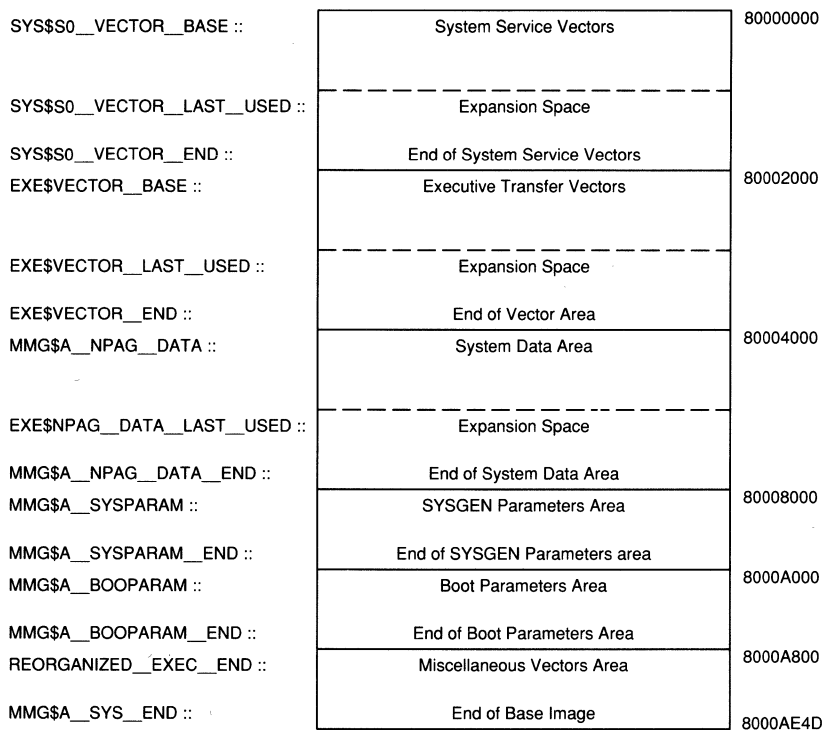 SYS$S0__VECTOR__BASE :: System Service Vectors 80000000
SYS$S0__VECTOR__LAST__USED :: Expansion Space
SYS$S0__VECTOR__END :: End of System Service Vectors
EXE$VECTOR__BASE :: Executive Transfer Vectors 80002000
EXE$VECTOR__LAST__USED :: Expansion Space
EXE$VECTOR__END :: End of Vector Area
MMG$A__NPAG__DATA :: System Data Area 80004000
EXE$NPAG__DATA__LAST__USED :: Expansion Space
MMG$A__NPAG__DATA__END :: End of System Data Area
MMG$A__SYSPARAM :: SYSGEN Parameters Area 80008000
MMG$A__SYSPARAM__END :: End of SYSGEN Parameters area
MMG$A__BOOPARAM :: Boot Parameters Area 8000A000
MMG$A__BOOPARAM__END :: End of Boot Parameters Area
REORGANIZED__EXEC__END :: Miscellaneous Vectors Area 8000A800
MMG$A__SYS__END :: End of Base Image 8000AE4D